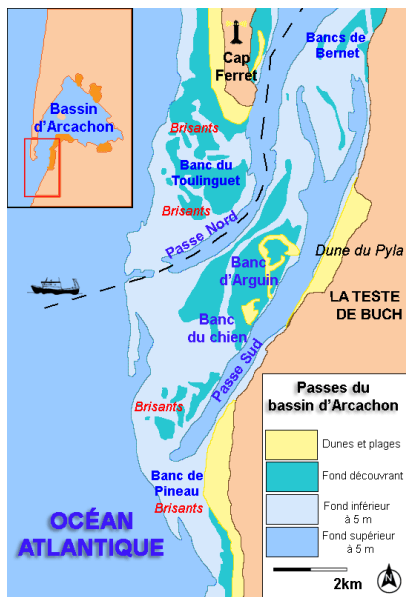 Bancs de
Bernet
Cap
Ferret
Bassin
d'Arcachon
Brisants
Banc du
Toulinguet
Brisants
Passe Nord
Dune du Pyla
Banc
d'Arguin
LA TESTE
DE BUCH
Banc
du chien
Passe Sud
Brisants
Banc de
Pineau
Brisants
OCÉAN
ATLANTIQUE
Passes du
bassin d'Arcachon
Dunes et plages
Fond découvrant
Fond inférieur
à 5 m
Fond supérieur
à 5 m
2km
N